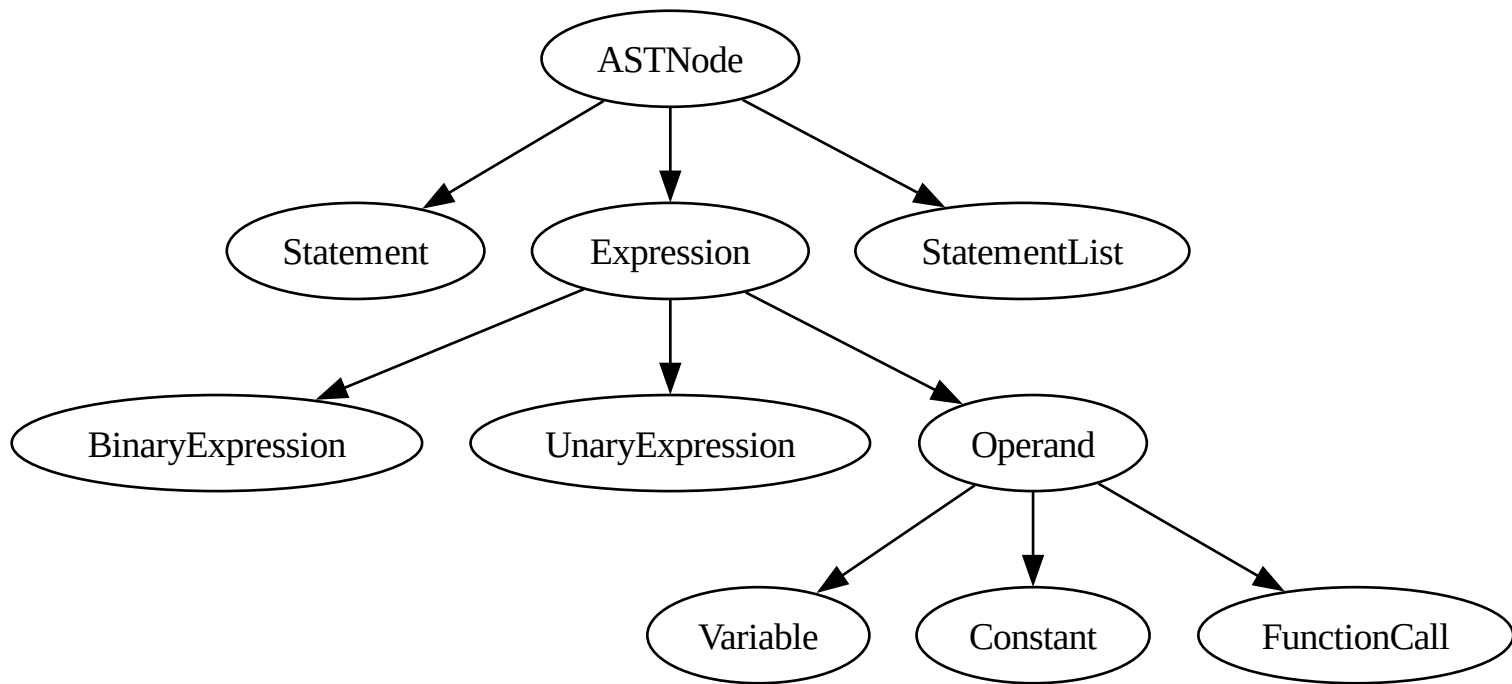 ASTNode
Statement
Expression
StatementList
BinaryExpression
UnaryExpression
Operand
Variable
Constant
FunctionCall